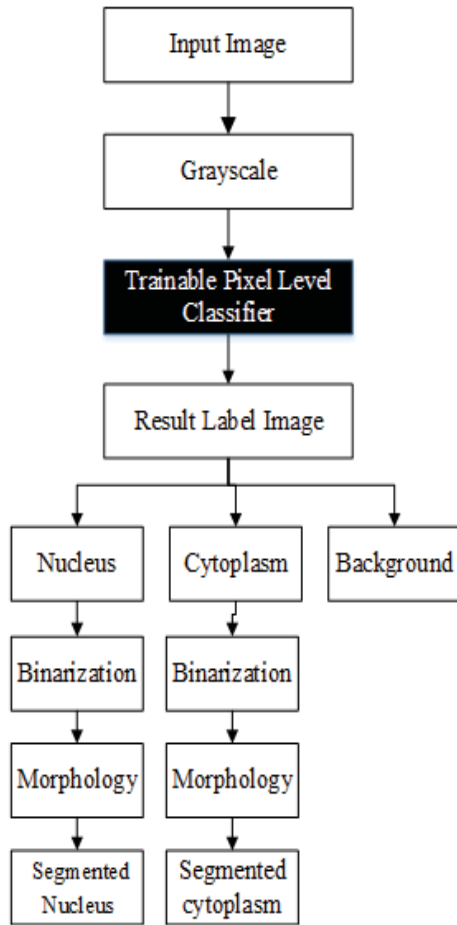 Input Image
Grayscale
Trainable Pixel Level
Classifier
Result Label Image
Nucleus
Cytoplasm
Background
Binarization
Binarization
Morphology
Morphology
Segmented
Nucleus
Segmented
cytoplasm